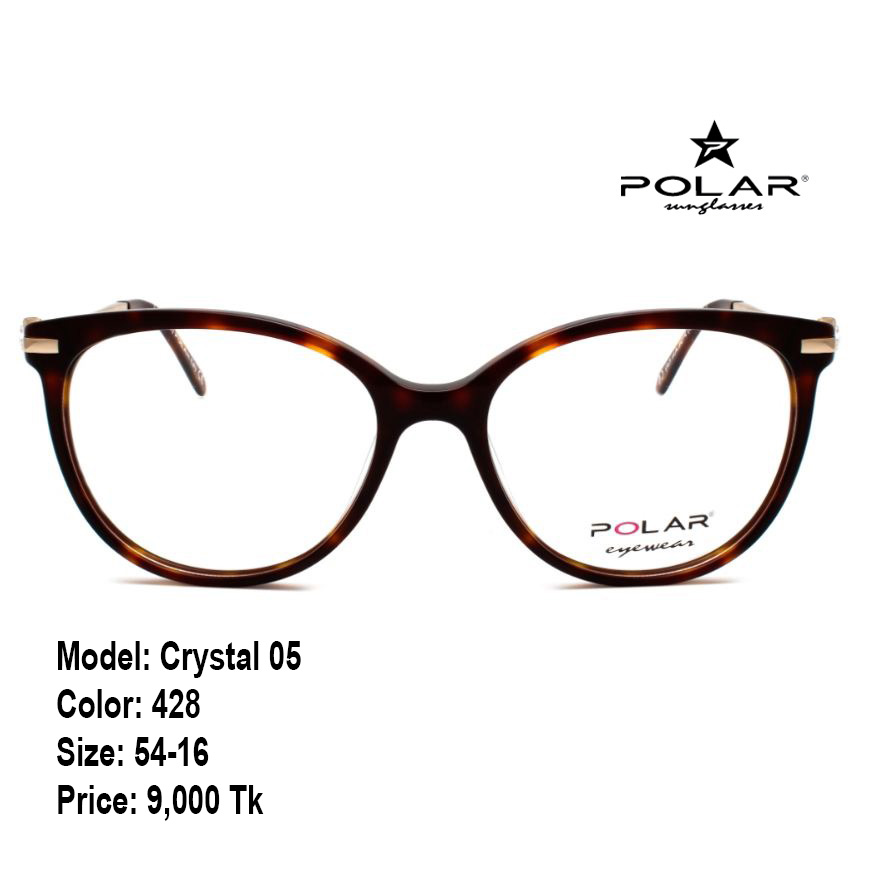 POLAR®
sunglasses
POLAR®
eyewear
Model: Crystal 05
Color: 428
Size: 54-16
Price: 9,000 Tk